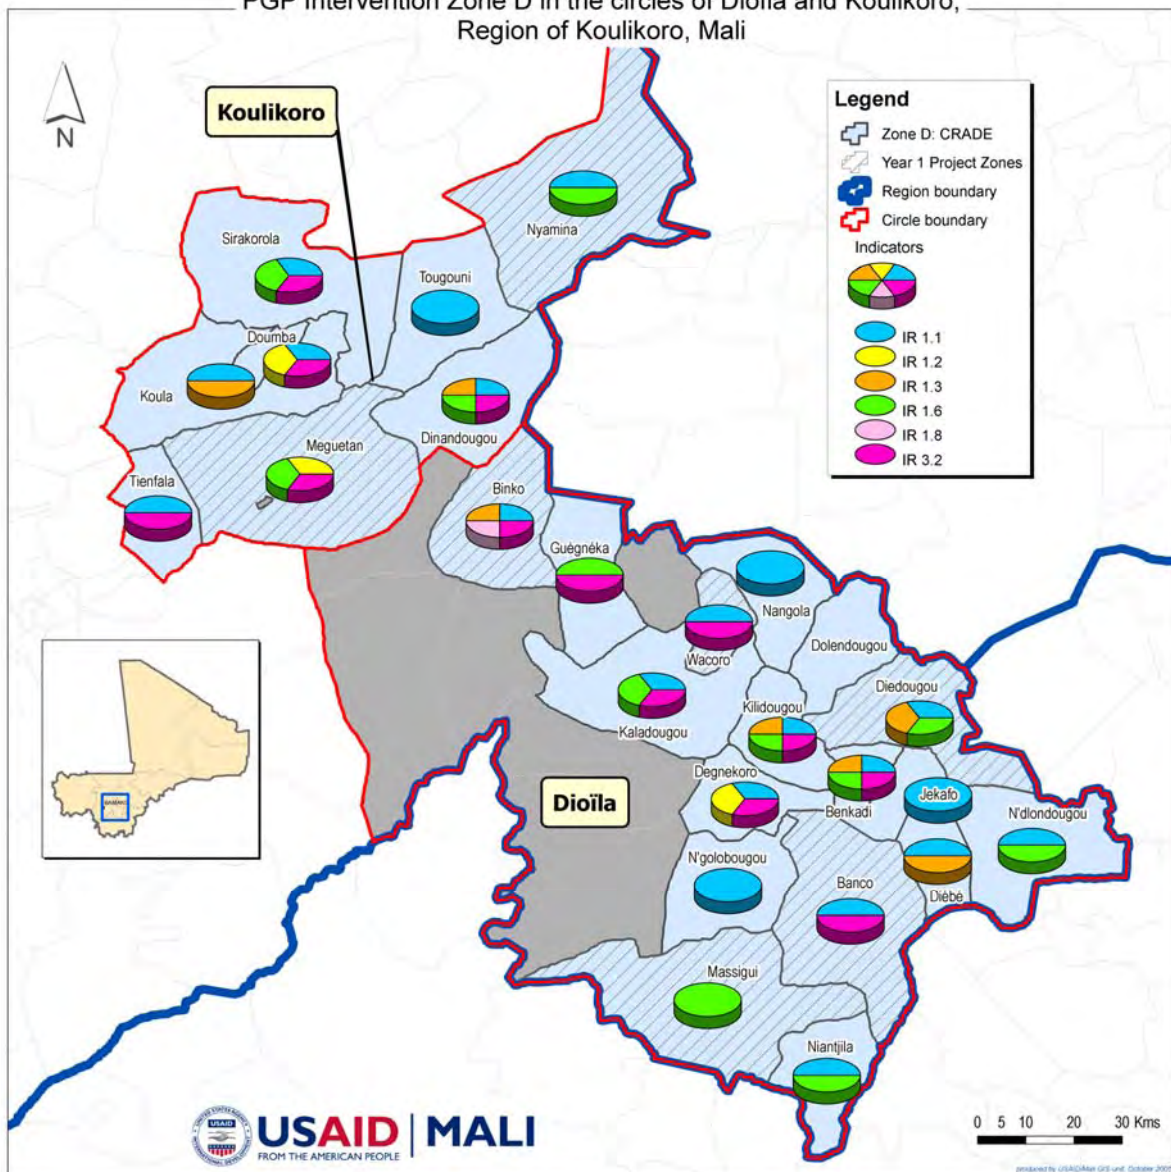 PGP Intervention Zone D in the circles of Dioïla and Koulikoro,
Region of Koulikoro, Mali
N
Koulikoro
Legend
Zone D: CRADE
Year 1 Project Zones
Region boundary
Circle boundary
Indicators
IR 1.1
IR 1.2
IR 1.3
IR 1.6
IR 1.8
IR 3.2
Nyamina
Sirakorola
Tougouni
Doumba
Koula
Dinandougou
Meguetan
Tienfala
Binko
Guègnéka
Nangola
Wacoro
Dolendougou
Diedougou
Kaladougou
Kilidougou
Degnekoro
Dioïla
Benkadi
Jekafo
N'dlondougou
N'golobougou
Banco
Dièbé
Massigui
Niantjila
USAID
USAID | MALI
FROM THE AMERICAN PEOPLE
0 5 10 20 30 Kms